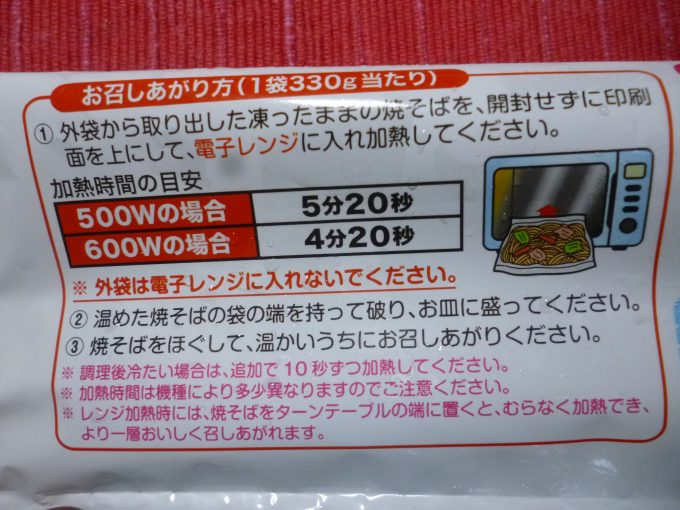 お召しあがり方(1袋330g当たり)
① 外袋から取り出した凍ったままの焼そばを、開封せずに印刷
面を上にして、電子レンジに入れ加熱してください。
加熱時間の目安
500Wの場合 5分20秒
600Wの場合 4分20秒
※ 外袋は電子レンジに入れないでください。
② 温めた焼そばの袋の端を持って破り、お皿に盛ってください。
③ 焼そばをほぐして、温かいうちにお召しあがりください。
※ 調理後冷たい場合は、追加で10秒ずつ加熱してください。
※ 加熱時間は機種により多少異なりますのでご注意ください。
※ レンジ加熱時には、焼そばをターンテーブルの端に置くと、むらなく加熱でき、
より一層おいしく召しあがれます。